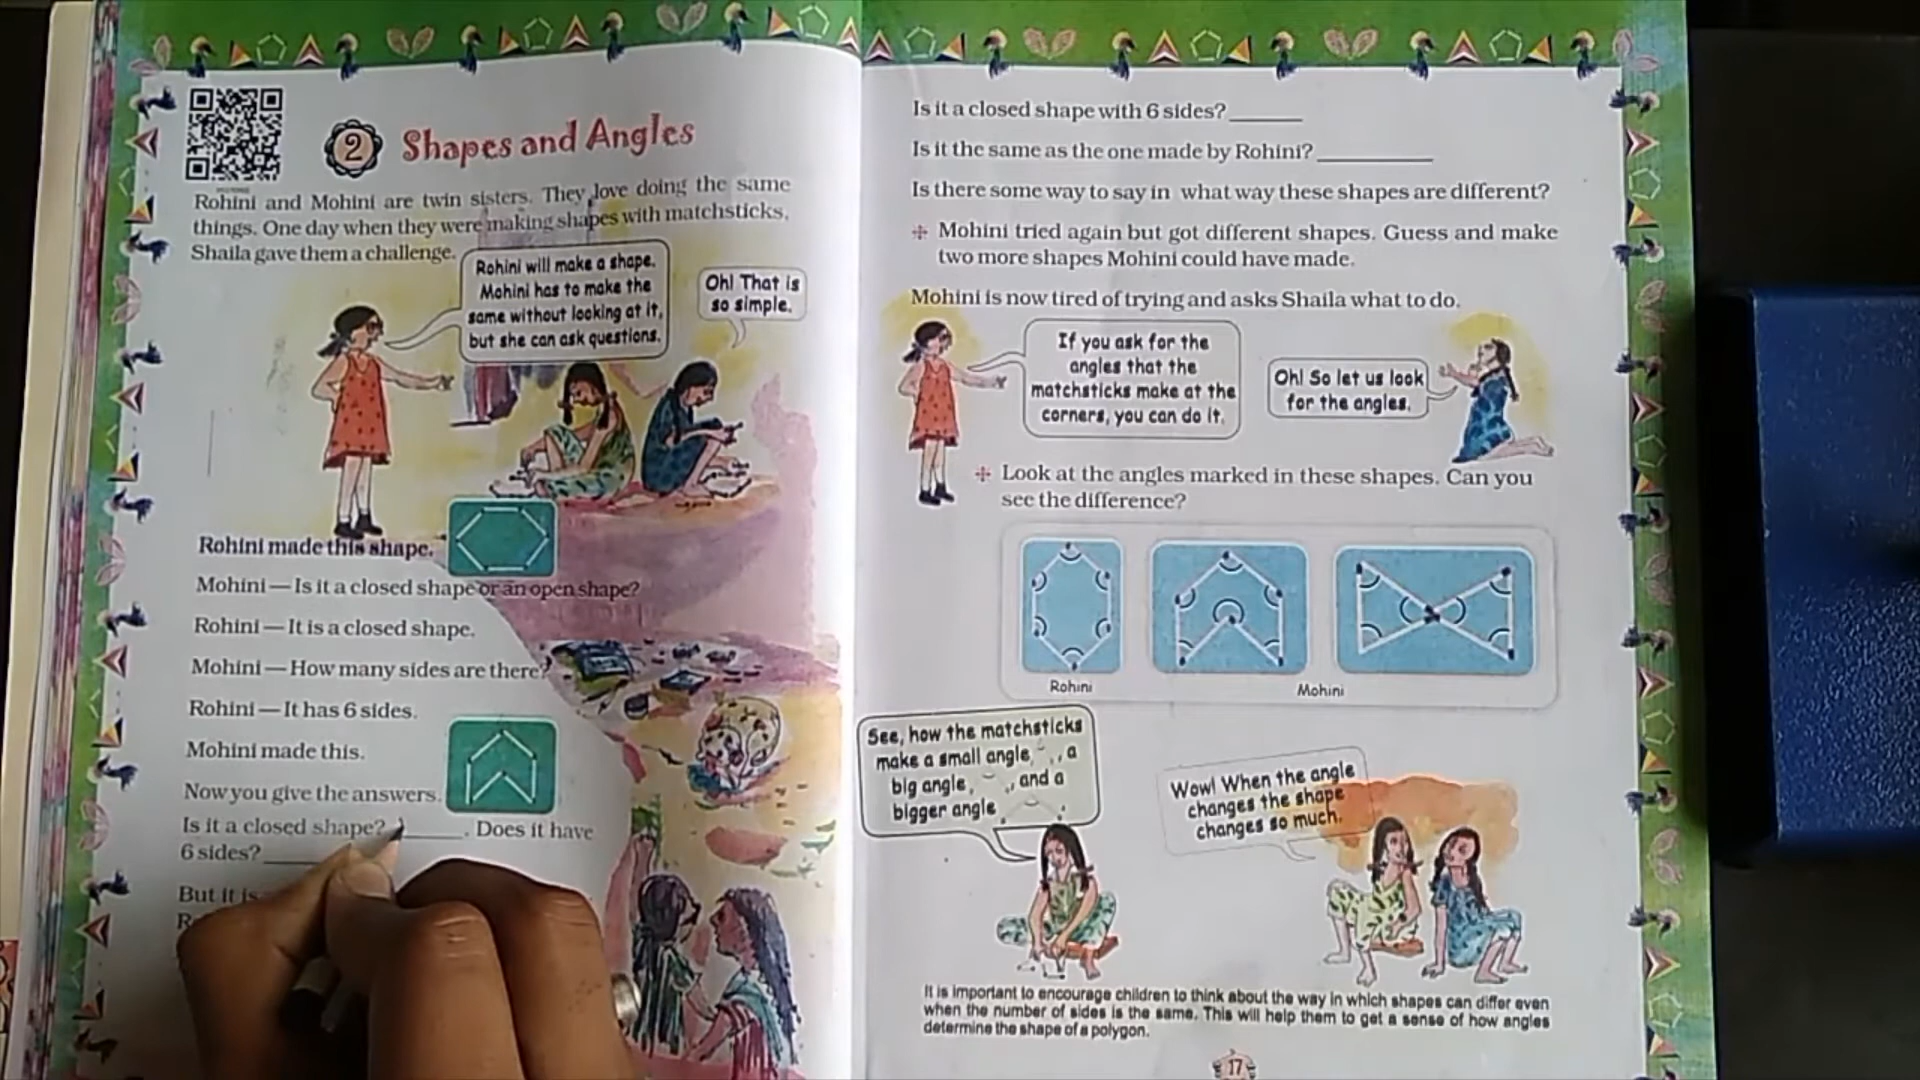 2 Shapes and Angles
Rohini and Mohini are twin sisters. They love doing the same
things. One day when they were making shapes with matchsticks,
Shaila gave them a challenge.
Rohini will make a shape.
Mohini has to make the
same without looking at it,
but she can ask questions.
Oh! That is
so simple.
Rohini made this shape.
Mohini — Is it a closed shape or an open shape?
Rohini — It is a closed shape.
Mohini — How many sides are there?
Rohini — It has 6 sides.
Mohini made this.
Now you give the answers.
Is it a closed shape? ______. Does it have
6 sides? ______
But it is
Is it a closed shape with 6 sides? ______
Is it the same as the one made by Rohini? ______
Is there some way to say in what way these shapes are different?
Mohini tried again but got different shapes. Guess and make
two more shapes Mohini could have made.
Mohini is now tired of trying and asks Shaila what to do.
If you ask for the
angles that the
matchsticks make at the
corners, you can do it.
Oh! So let us look
for the angles.
Look at the angles marked in these shapes. Can you
see the difference?
Rohini
Mohini
See, how the matchsticks
make a small angle, , a
big angle, , and a
bigger angle .
Wow! When the angle
changes the shape
changes so much.
It is important to encourage children to think about the way in which shapes can differ even
when the number of sides is the same. This will help them to get a sense of how angles
determine the shape of a polygon.
17